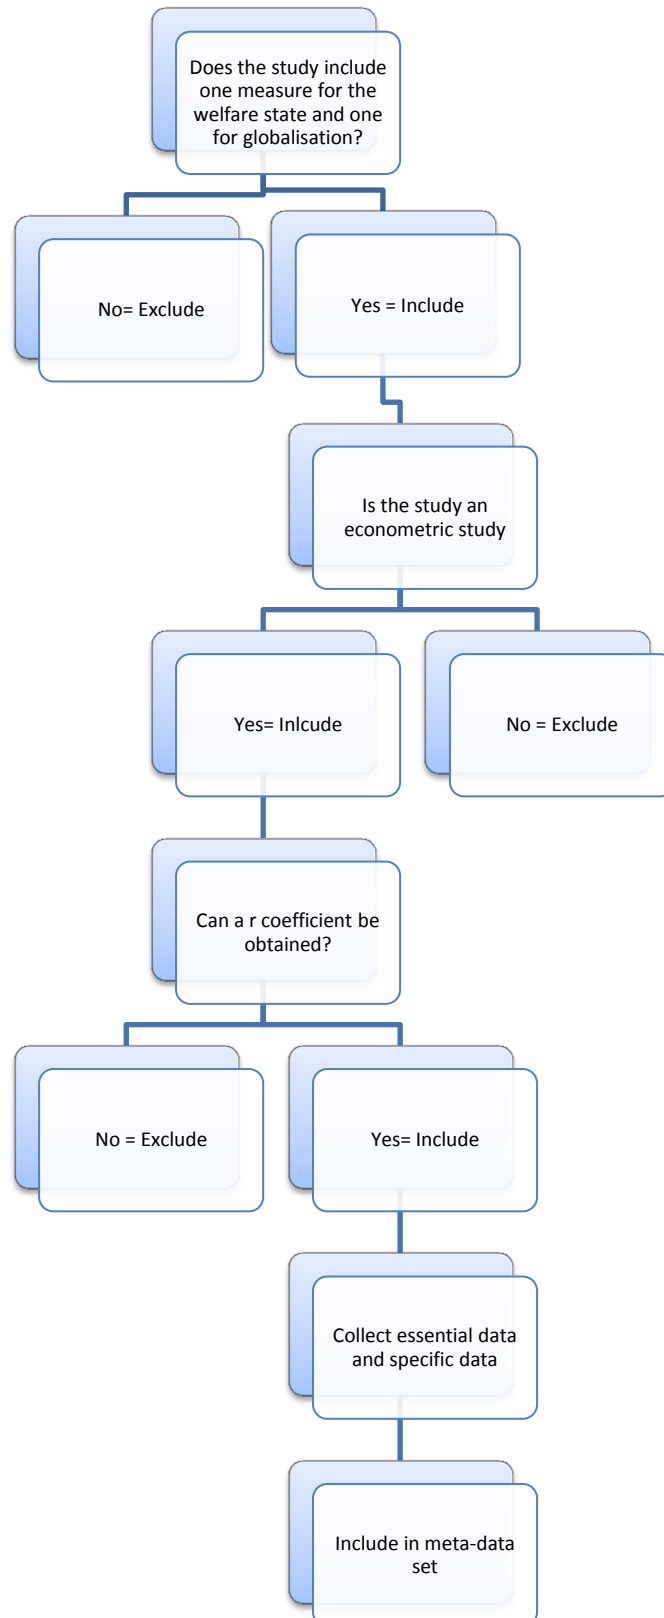 Does the study include
one measure for the
welfare state and one
for globalisation?
No= Exclude
Yes = Include
Is the study an
econometric study
Yes= Inlcude
No = Exclude
Can a r coefficient be
obtained?
No = Exclude
Yes= Include
Collect essential data
and specific data
Include in meta-data
set